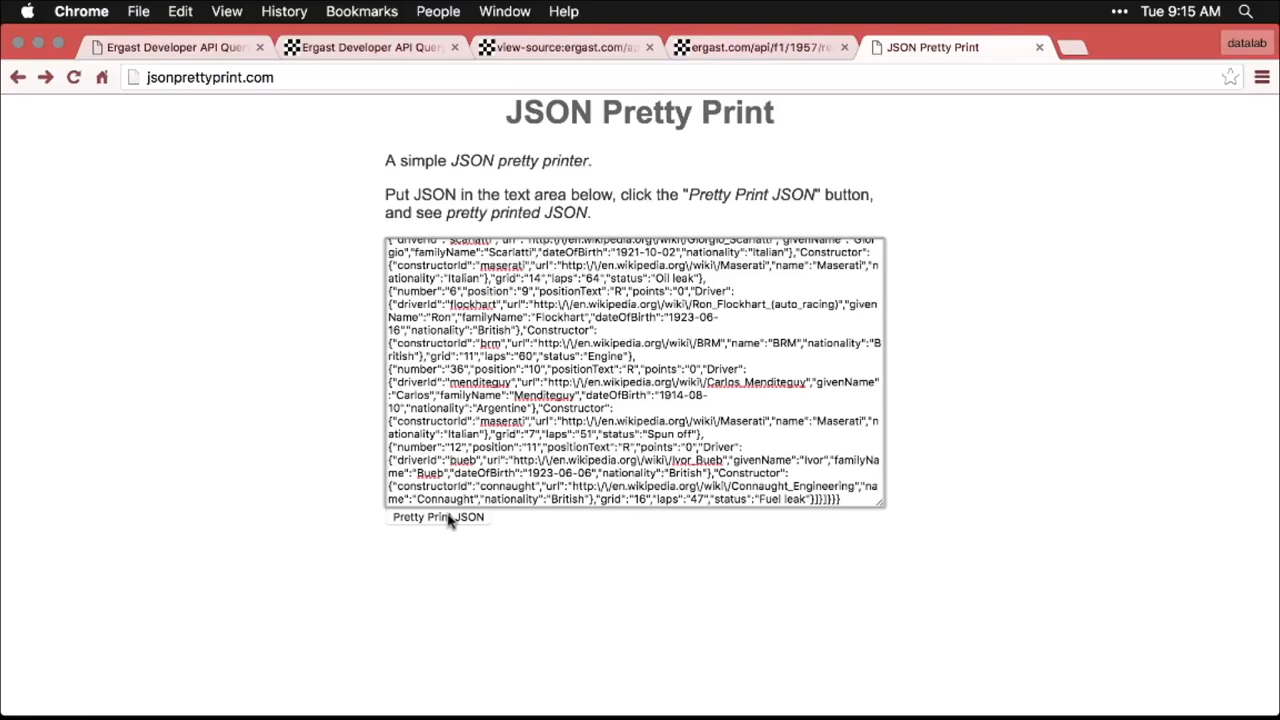 Chrome File Edit View History Bookmarks People Window Help ••• Tue 9:15 AM
Ergast Developer API Quer Ergast Developer API Quer view-source:ergast.com/ap ergast.com/api/f1/1957/re JSON Pretty Print datalab
jsonprettyprint.com
JSON Pretty Print
A simple JSON pretty printer.
Put JSON in the text area below, click the "Pretty Print JSON" button,
and see pretty printed JSON.
{"driverId":"scarlatti","url":"http:\/\/en.wikipedia.org\/wiki\/Giorgio_Scarlatti","givenName":"Gior
gio","familyName":"Scarlatti","dateOfBirth":"1921-10-02","nationality":"Italian"},"Constructor":
{"constructorId":"maserati","url":"http:\/\/en.wikipedia.org\/wiki\/Maserati","name":"Maserati","n
ationality":"Italian"},"grid":"14","laps":"64","status":"Oil leak"},
{"number":"6","position":"9","positionText":"R","points":"0","Driver":
{"driverId":"flockhart","url":"http:\/\/en.wikipedia.org\/wiki\/Ron_Flockhart_(auto_racing)","given
Name":"Ron","familyName":"Flockhart","dateOfBirth":"1923-06-
16","nationality":"British"},"Constructor":
{"constructorId":"brm","url":"http:\/\/en.wikipedia.org\/wiki\/BRM","name":"BRM","nationality":"B
ritish"},"grid":"11","laps":"60","status":"Engine"},
{"number":"36","position":"10","positionText":"R","points":"0","Driver":
{"driverId":"menditeguy","url":"http:\/\/en.wikipedia.org\/wiki\/Carlos_Menditeguy","givenName"
:"Carlos","familyName":"Menditeguy","dateOfBirth":"1914-08-
10","nationality":"Argentine"},"Constructor":
{"constructorId":"maserati","url":"http:\/\/en.wikipedia.org\/wiki\/Maserati","name":"Maserati","n
ationality":"Italian"},"grid":"7","laps":"51","status":"Spun off"},
{"number":"12","position":"11","positionText":"R","points":"0","Driver":
{"driverId":"bueb","url":"http:\/\/en.wikipedia.org\/wiki\/Ivor_Bueb","givenName":"Ivor","familyNa
me":"Bueb","dateOfBirth":"1923-06-06","nationality":"British"},"Constructor":
{"constructorId":"connaught","url":"http:\/\/en.wikipedia.org\/wiki\/Connaught_Engineering","na
me":"Connaught","nationality":"British"},"grid":"16","laps":"47","status":"Fuel leak"}]}]}}}
Pretty Print JSON